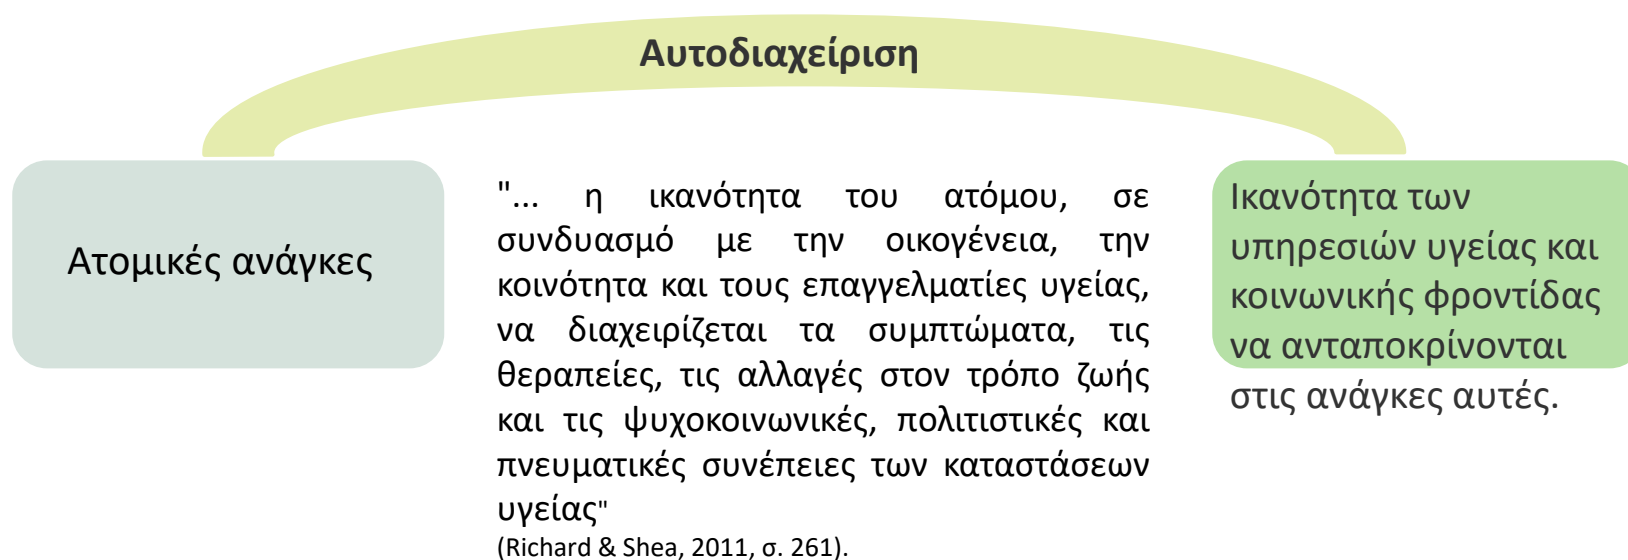 Αυτοδιαχείριση
Ατομικές ανάγκες
"... η ικανότητα του ατόμου, σε
συνδυασμό με την οικογένεια, την
κοινότητα και τους επαγγελματίες υγείας,
να διαχειρίζεται τα συμπτώματα, τις
θεραπείες, τις αλλαγές στον τρόπο ζωής
και τις ψυχοκοινωνικές, πολιτιστικές και
πνευματικές συνέπειες των καταστάσεων
υγείας"
(Richard & Shea, 2011, σ. 261).
Ικανότητα των
υπηρεσιών υγείας και
κοινωνικής φροντίδας
να ανταποκρίνονται
στις ανάγκες αυτές.